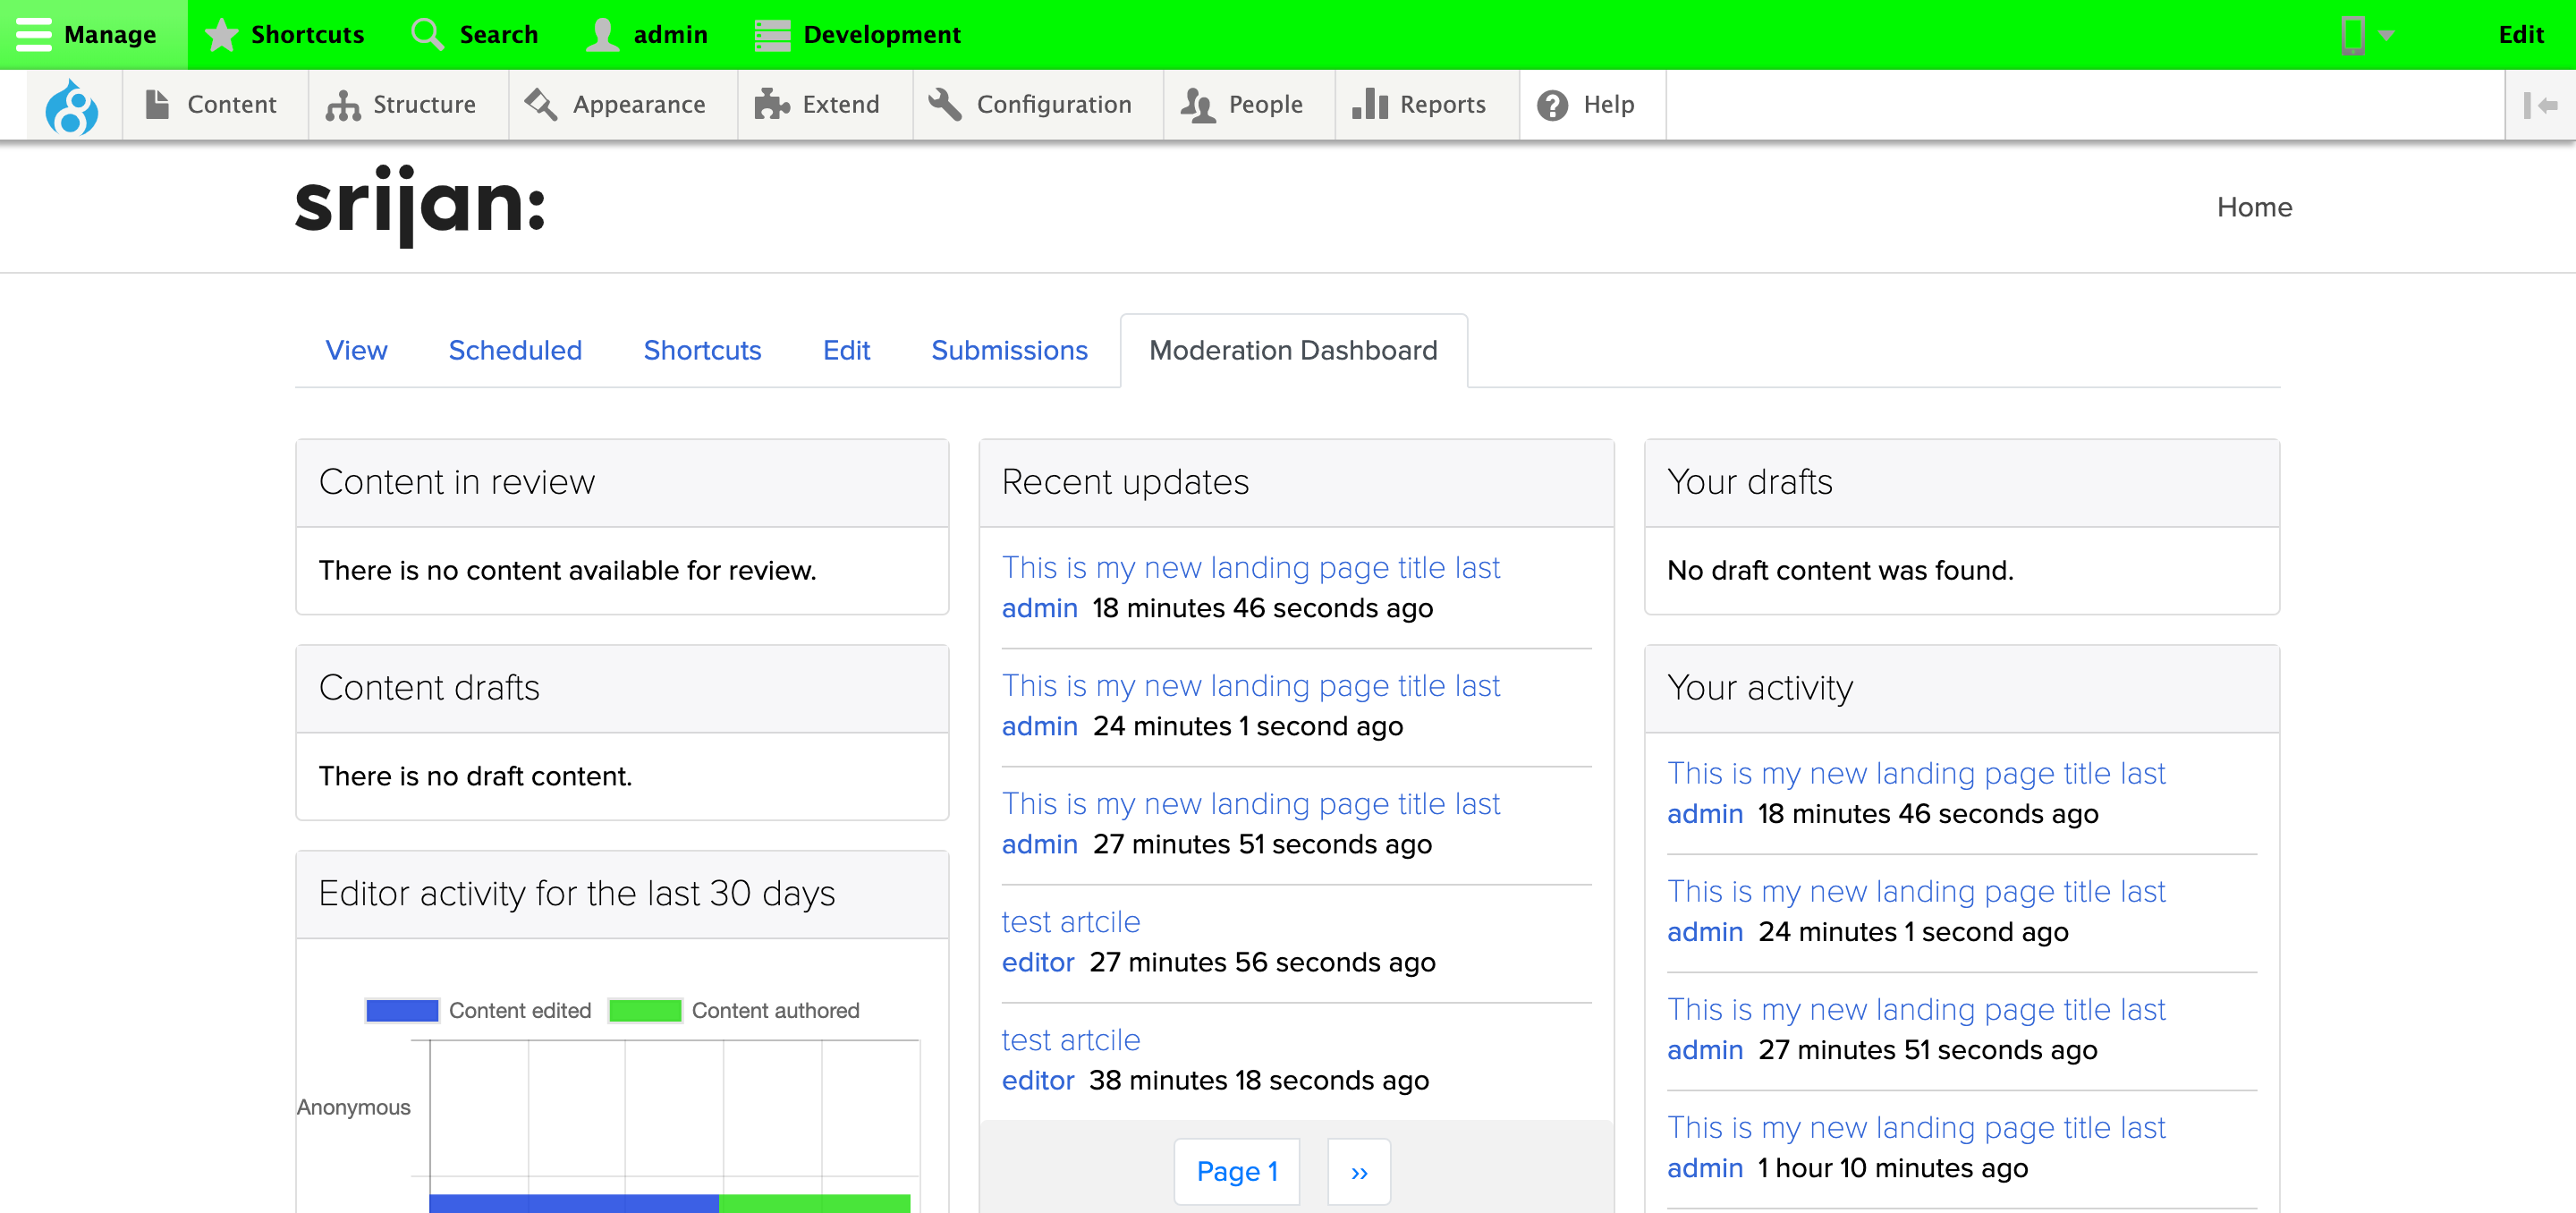 Manage Shortcuts Search admin Development Edit
Content Structure Appearance Extend Configuration People Reports Help
srijan:
Home
View Scheduled Shortcuts Edit Submissions Moderation Dashboard
Content in review
There is no content available for review.
Content drafts
There is no draft content.
Editor activity for the last 30 days
Content edited Content authored
Anonymous
Recent updates
This is my new landing page title last
admin 18 minutes 46 seconds ago
This is my new landing page title last
admin 24 minutes 1 second ago
This is my new landing page title last
admin 27 minutes 51 seconds ago
test artcile
editor 27 minutes 56 seconds ago
test artcile
editor 38 minutes 18 seconds ago
Page 1 ››
Your drafts
No draft content was found.
Your activity
This is my new landing page title last
admin 18 minutes 46 seconds ago
This is my new landing page title last
admin 24 minutes 1 second ago
This is my new landing page title last
admin 27 minutes 51 seconds ago
This is my new landing page title last
admin 1 hour 10 minutes ago